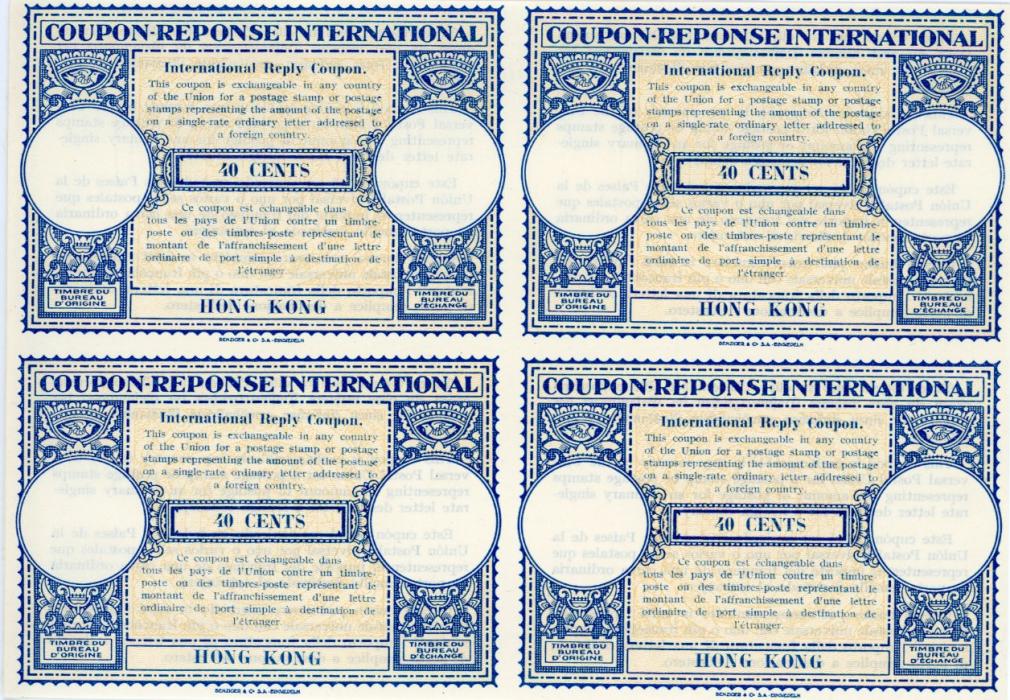 COUPON-REPONSE INTERNATIONAL
International Reply Coupon.
This coupon is exchangeable in any country
of the Union for a postage stamp or postage
stamps representing the amount of the postage
on a single-rate ordinary letter addressed to
a foreign country.
40 CENTS
Ce coupon est échangeable dans
tous les pays de l'Union contre un timbre-
poste ou des timbres-poste représentant le
montant de l'affranchissement d'une lettre
ordinaire de port simple à destination de
l'étranger.
TIMBRE DU
BUREAU
D'ORIGINE
HONG KONG
TIMBRE DU
BUREAU
D'ÉCHANGE
BENZIGER & Co S.A.-EINSIEDELN
COUPON-REPONSE INTERNATIONAL
International Reply Coupon.
This coupon is exchangeable in any country
of the Union for a postage stamp or postage
stamps representing the amount of the postage
on a single-rate ordinary letter addressed to
a foreign country.
40 CENTS
Ce coupon est échangeable dans
tous les pays de l'Union contre un timbre-
poste ou des timbres-poste représentant le
montant de l'affranchissement d'une lettre
ordinaire de port simple à destination de
l'étranger.
TIMBRE DU
BUREAU
D'ORIGINE
HONG KONG
TIMBRE DU
BUREAU
D'ÉCHANGE
BENZIGER & Co S.A.-EINSIEDELN
COUPON-REPONSE INTERNATIONAL
International Reply Coupon.
This coupon is exchangeable in any country
of the Union for a postage stamp or postage
stamps representing the amount of the postage
on a single-rate ordinary letter addressed to
a foreign country.
40 CENTS
Ce coupon est échangeable dans
tous les pays de l'Union contre un timbre
poste ou des timbres-poste représentant le
montant de l'affranchissement d'une lettre
ordinaire de port simple à destination de
l'étranger.
TIMBRE DU
BUREAU
D'ORIGINE
HONG KONG
TIMBRE DU
BUREAU
D'ÉCHANGE
BENZIGER & Co S.A.-EINSIEDELN
COUPON-REPONSE INTERNATIONAL
International Reply Coupon.
This coupon is exchangeable in any country
of the Union for a postage stamp or postage
stamps representing the amount of the postage
on a single-rate ordinary letter addressed to
a foreign country.
40 CENTS
Ce coupon est échangeable dans
tous les pays de l'Union contre un timbre
poste ou des timbres-poste représentant le
montant de l'affranchissement d'une lettre
ordinaire de port simple à destination de
l'étranger.
TIMBRE DU
BUREAU
D'ORIGINE
HONG KONG
TIMBRE DU
BUREAU
D'ÉCHANGE
BENZIGER & Co S.A.-EINSIEDELN